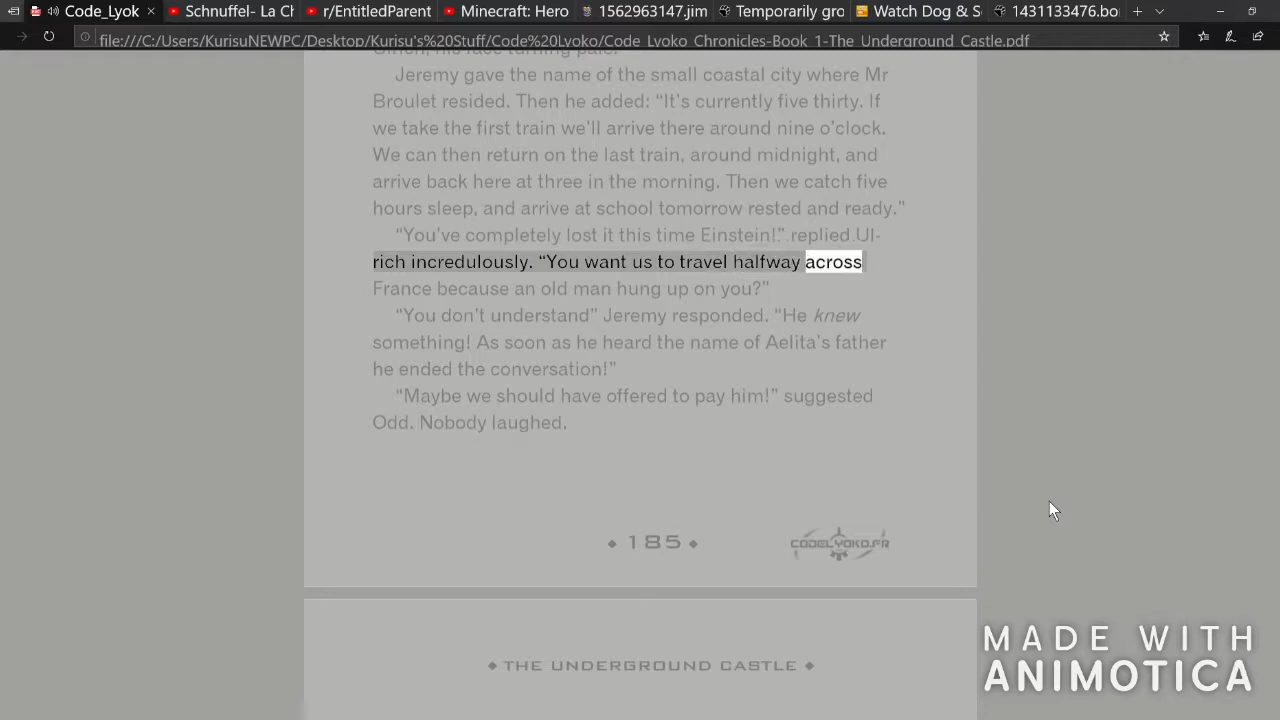 Code_Lyok
Schnuffel- La Ch
r/EntitledParent
Minecraft: Hero
1562963147.jim
Temporarily gro
Watch Dog & S
1431133476.bo
file:///C:/Users/KurisuNEWPC/Desktop/Kurisu's%20Stuff/Code%20Lyoko/Code_Lyoko_Chronicles-Book_1-The_Underground_Castle.pdf
Jeremy gave the name of the small coastal city where Mr
Broulet resided. Then he added: “It’s currently five thirty. If
we take the first train we’ll arrive there around nine o’clock.
We can then return on the last train, around midnight, and
arrive back here at three in the morning. Then we catch five
hours sleep, and arrive at school tomorrow rested and ready.”
“You’ve completely lost it this time Einstein!” replied Ul-
rich incredulously. “You want us to travel halfway across
France because an old man hung up on you?”
“You don’t understand” Jeremy responded. “He knew
something! As soon as he heard the name of Aelita’s father
he ended the conversation!”
“Maybe we should have offered to pay him!” suggested
Odd. Nobody laughed.
◆ 185 ◆
CODELYOKO.FR
◆ THE UNDERGROUND CASTLE ◆
MADE WITH
ANIMOTICA